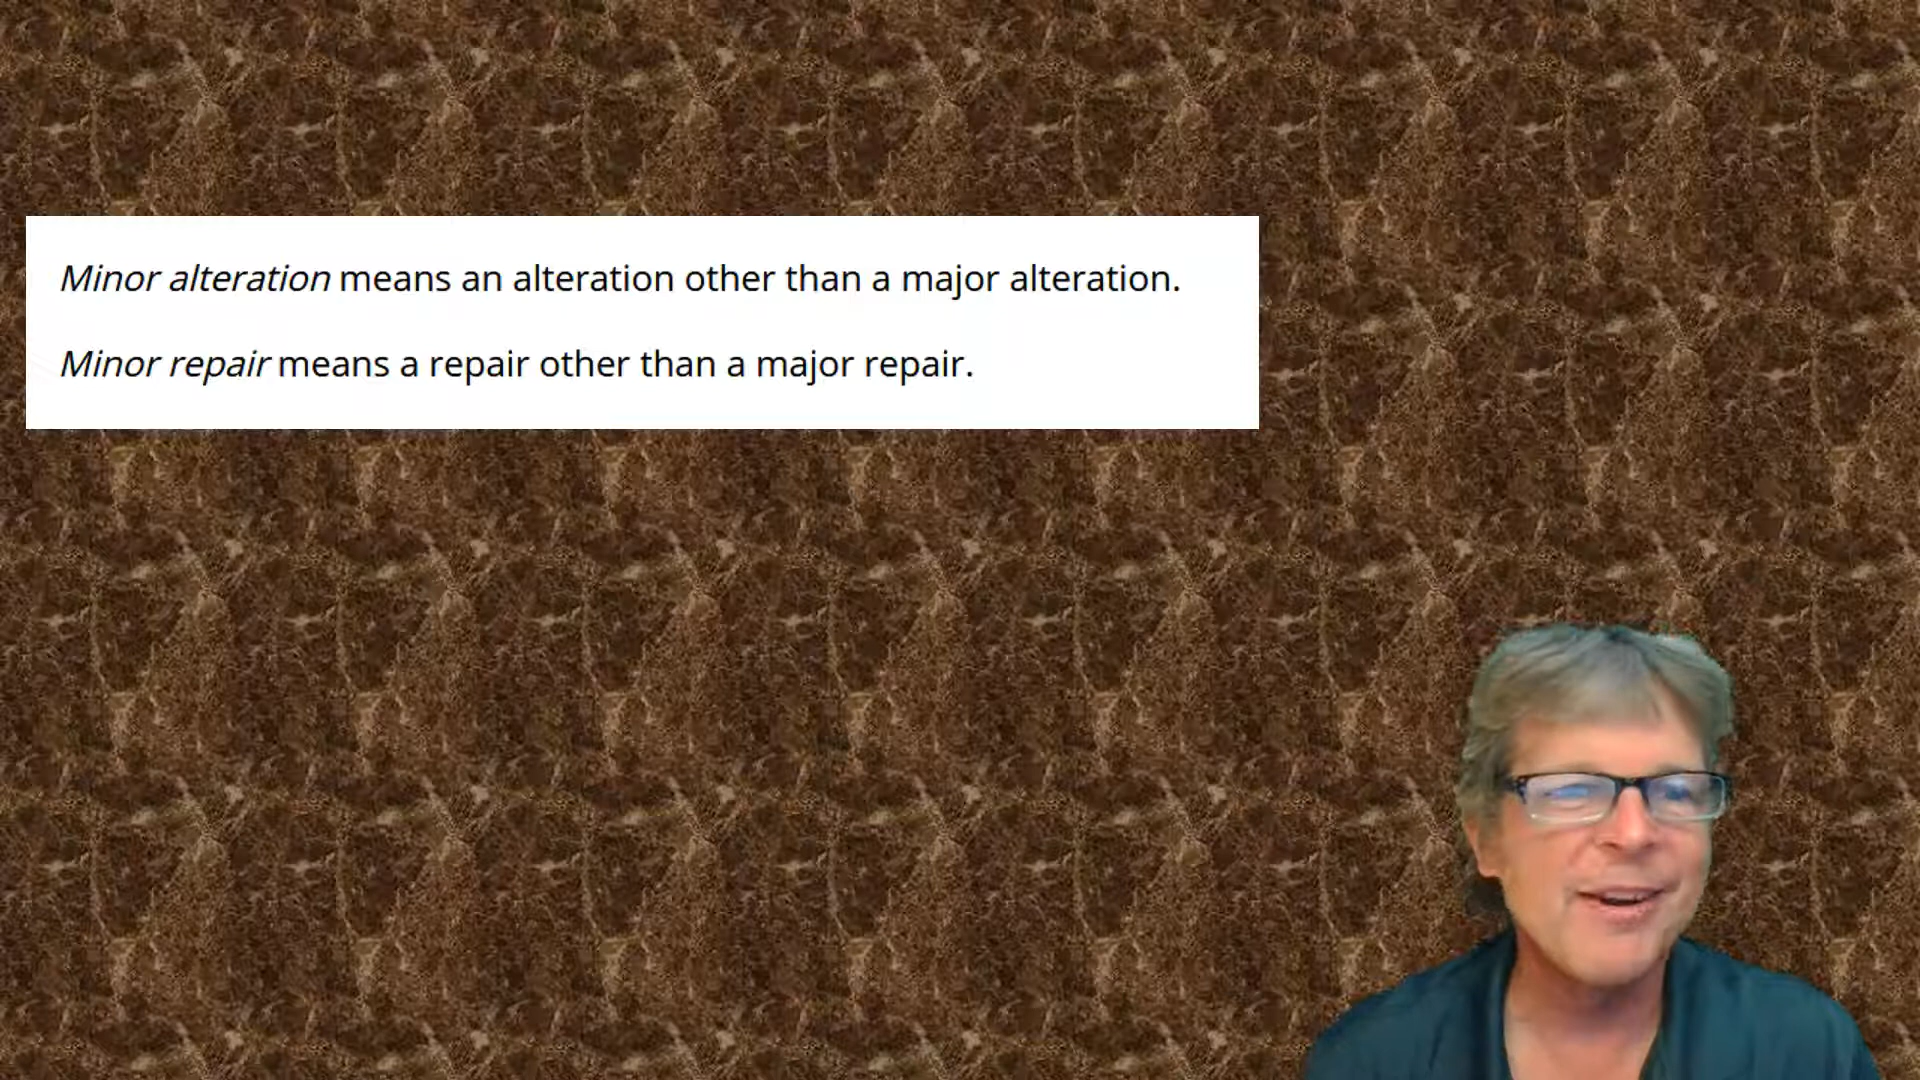 Minor alteration means an alteration other than a major alteration.
Minor repair means a repair other than a major repair.